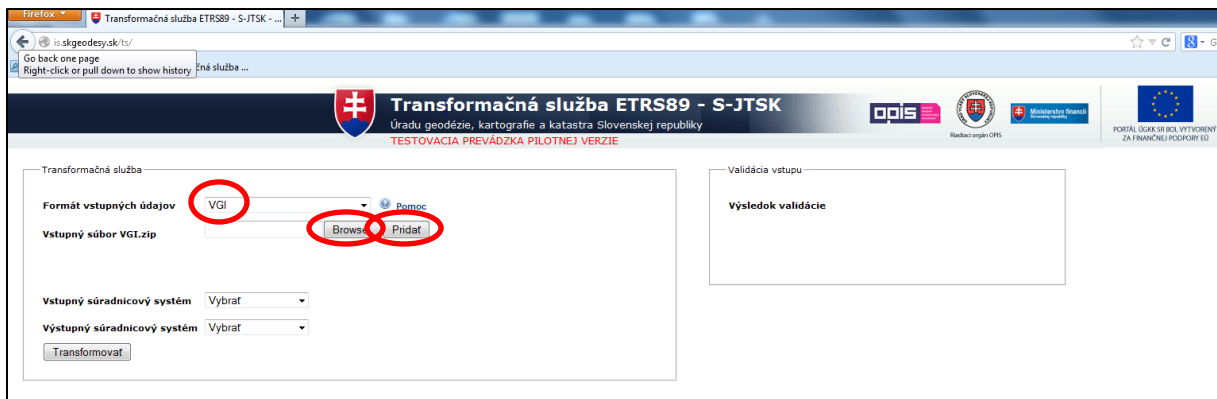 Firefox
Transformačná služba ETRS89 - S-JTSK - ...
is.skgeodesy.sk/ts/
Go back one page
Right-click or pull down to show history
čná služba ...
Transformačná služba ETRS89 - S-JTSK
Úradu geodézie, kartografie a katastra Slovenskej republiky
TESTOVACIA PREVÁDZKA PILOTNEJ VERZIE
OPIS
Riadiaci orgán OPIS
Ministerstvo financií
PORTÁL ÚGKK SR BOL VYTVORENÝ
ZA FINANČNEJ PODPORY EÚ
Transformačná služba
Formát vstupných údajov VGI Pomoc
Vstupný súbor VGI.zip Browse Pridať
Vstupný súradnicový systém Vybrať
Výstupný súradnicový systém Vybrať
Transformovať
Validácia vstupu
Výsledok validácie